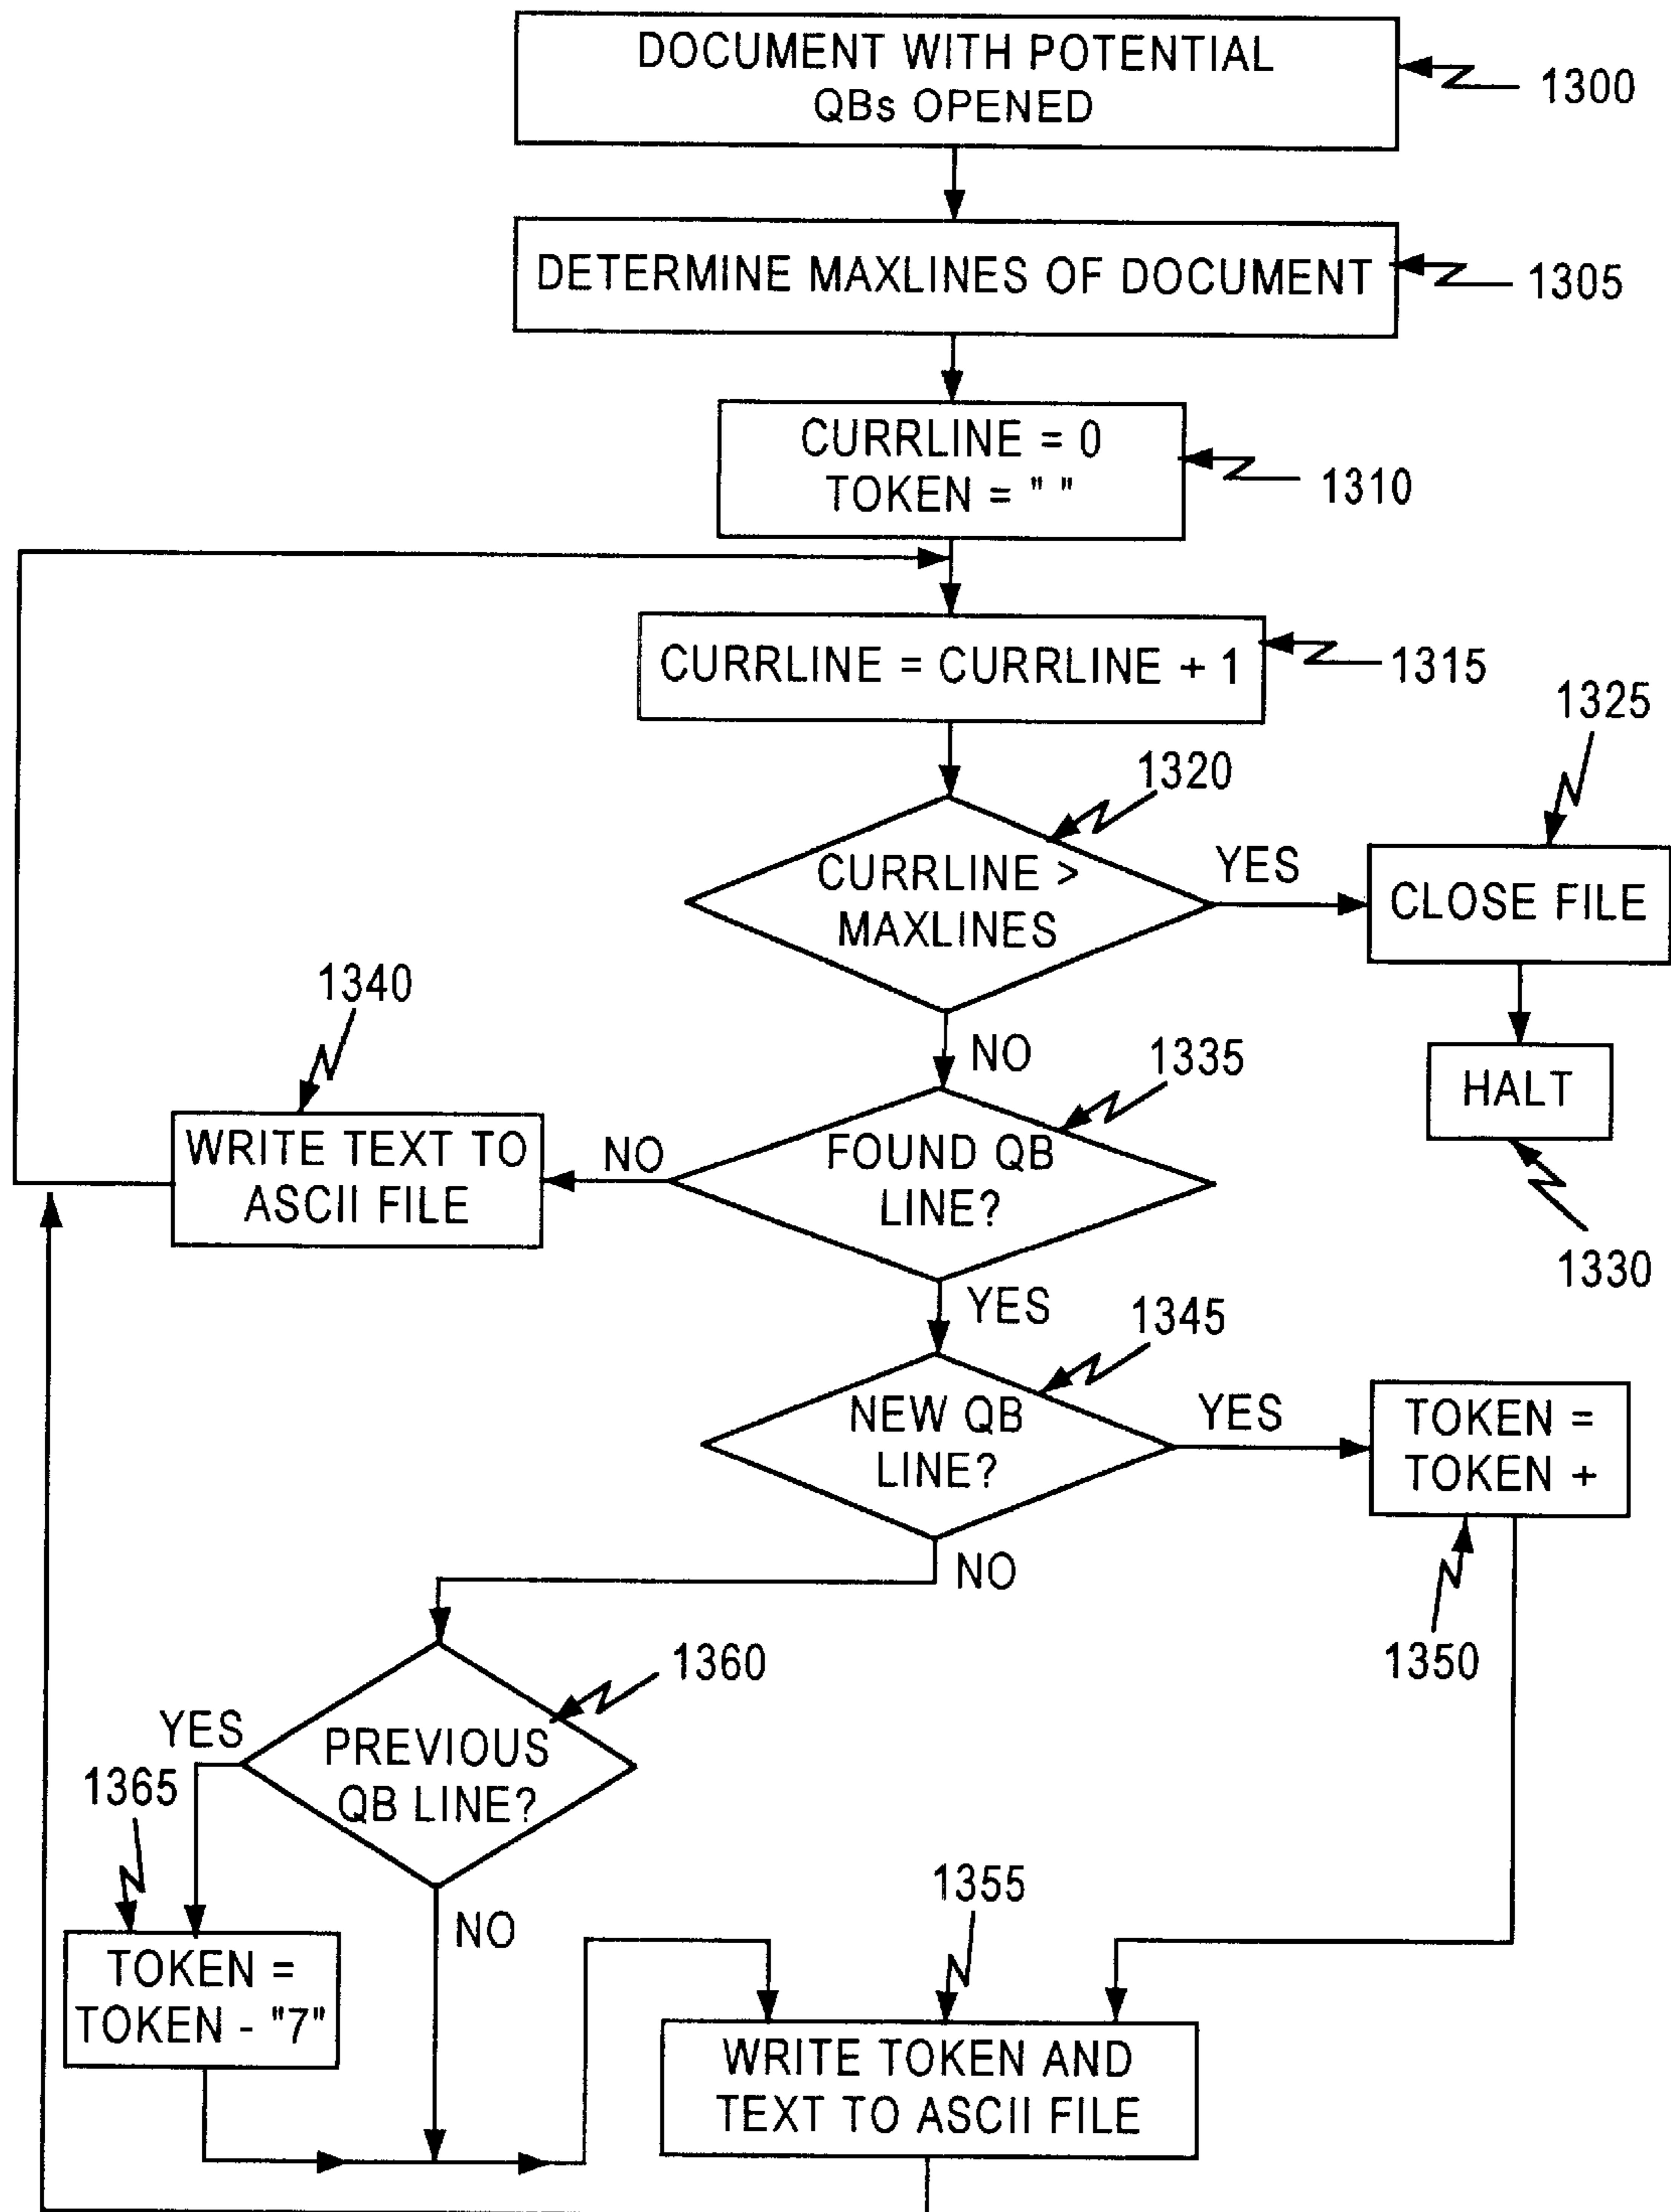 DOCUMENT WITH POTENTIAL
QBs OPENED
1300
DETERMINE MAXLINES OF DOCUMENT
1305
CURRLINE = 0
TOKEN = " "
1310
CURRLINE = CURRLINE + 1
1315
1320
CURRLINE >
MAXLINES
YES
1325
CLOSE FILE
NO
HALT
1330
1335
FOUND QB
LINE?
NO
1340
WRITE TEXT TO
ASCII FILE
YES
1345
NEW QB
LINE?
YES
TOKEN =
TOKEN +
1350
NO
1360
PREVIOUS
QB LINE?
YES
1365
TOKEN =
TOKEN - "7"
NO
1355
WRITE TOKEN AND
TEXT TO ASCII FILE